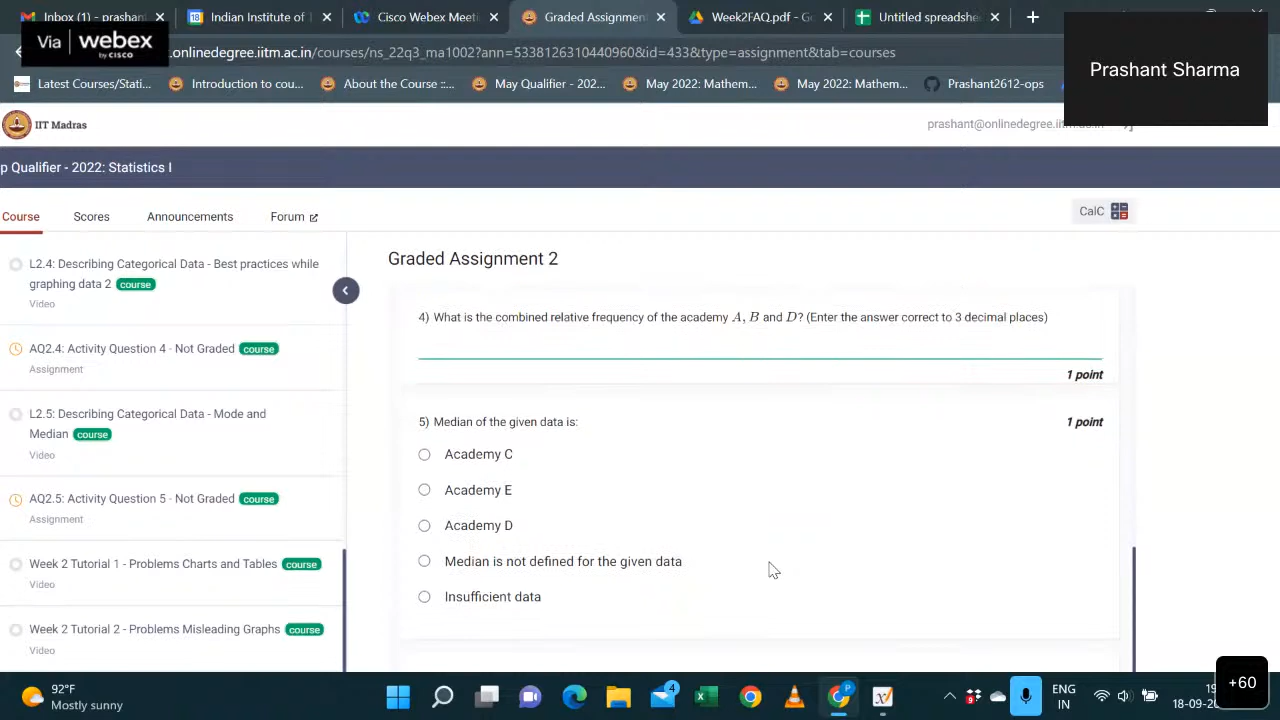 Inbox (1) - prashant
Indian Institute of T
Cisco Webex Meeti
Graded Assignment
Week2FAQ.pdf - Go
Untitled spreadshe
Via webex
by CISCO
.onlinedegree.iitm.ac.in/courses/ns_22q3_ma1002?ann=5338126310440960&id=433&type=assignment&tab=courses
Prashant Sharma
Latest Courses/Stati...
Introduction to cou...
About the Course ::...
May Qualifier - 202...
May 2022: Mathem...
May 2022: Mathem...
Prashant2612-ops
IIT Madras
prashant@onlinedegree.iitm.ac.in
p Qualifier - 2022: Statistics I
Course
Scores
Announcements
Forum
CalC
L2.4: Describing Categorical Data - Best practices while
graphing data 2 course
Video
AQ2.4: Activity Question 4 - Not Graded course
Assignment
L2.5: Describing Categorical Data - Mode and
Median course
Video
AQ2.5: Activity Question 5 - Not Graded course
Assignment
Week 2 Tutorial 1 - Problems Charts and Tables course
Video
Week 2 Tutorial 2 - Problems Misleading Graphs course
Video
Graded Assignment 2
4) What is the combined relative frequency of the academy A, B and D? (Enter the answer correct to 3 decimal places)
1 point
5) Median of the given data is:
1 point
Academy C
Academy E
Academy D
Median is not defined for the given data
Insufficient data
92°F
Mostly sunny
4
ENG
IN
18-09-20
+60